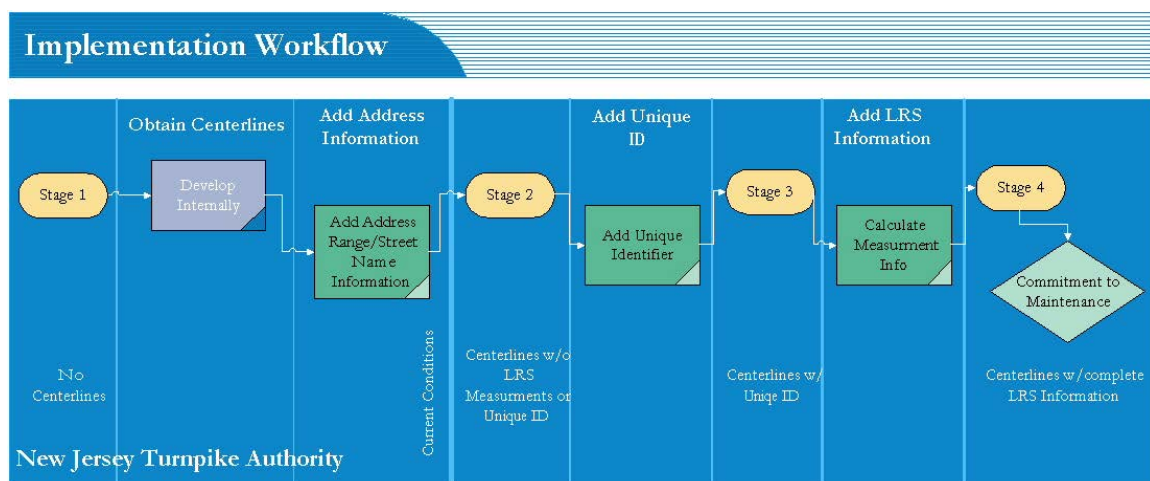 Implementation Workflow
Obtain Centerlines
Add Address
Information
Add Unique
ID
Add LRS
Information
Stage 1
Develop
Internally
Add Address
Range/Street
Name
Information
Stage 2
Add Unique
Identifier
Stage 3
Calculate
Measurment
Info
Stage 4
Commitment to
Maintenance
No
Centerlines
Current Conditions
Centerlines w/o
LRS
Measurments or
Unique ID
Centerlines w/
Uniqe ID
Centerlines w/complete
LRS Information
New Jersey Turnpike Authority